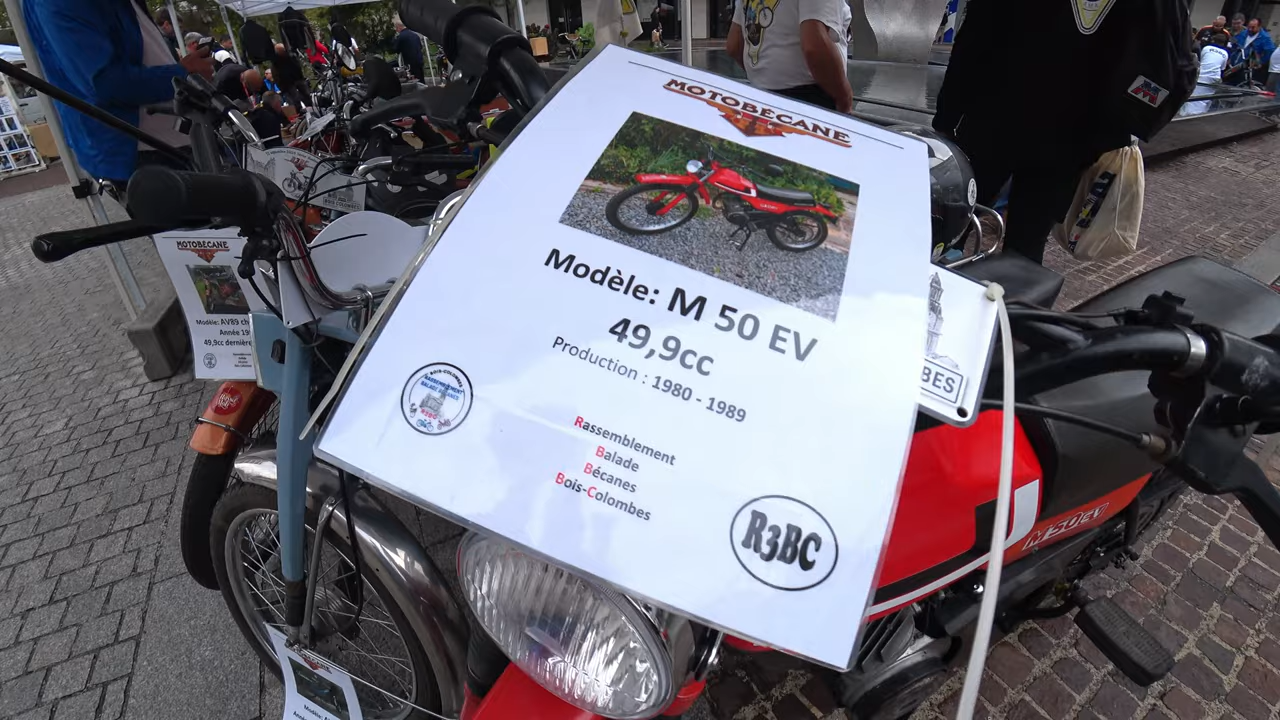 MOTOBECANE
Modèle: M 50 EV
49,9cc
Production : 1980 - 1989
Rassemblement
Balade
Bécanes
Bois-Colombes
R3BC
MOTOBECANE
Modèle: AV89
Année
49,9cc dernière
BES
M50EV